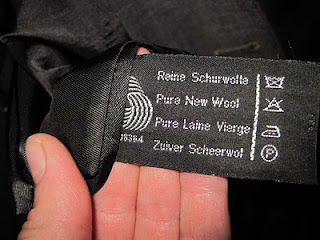 Reine Schurwolle
Pure New Wool
Pure Laine Vierge
Zuiver Scheerwol
P